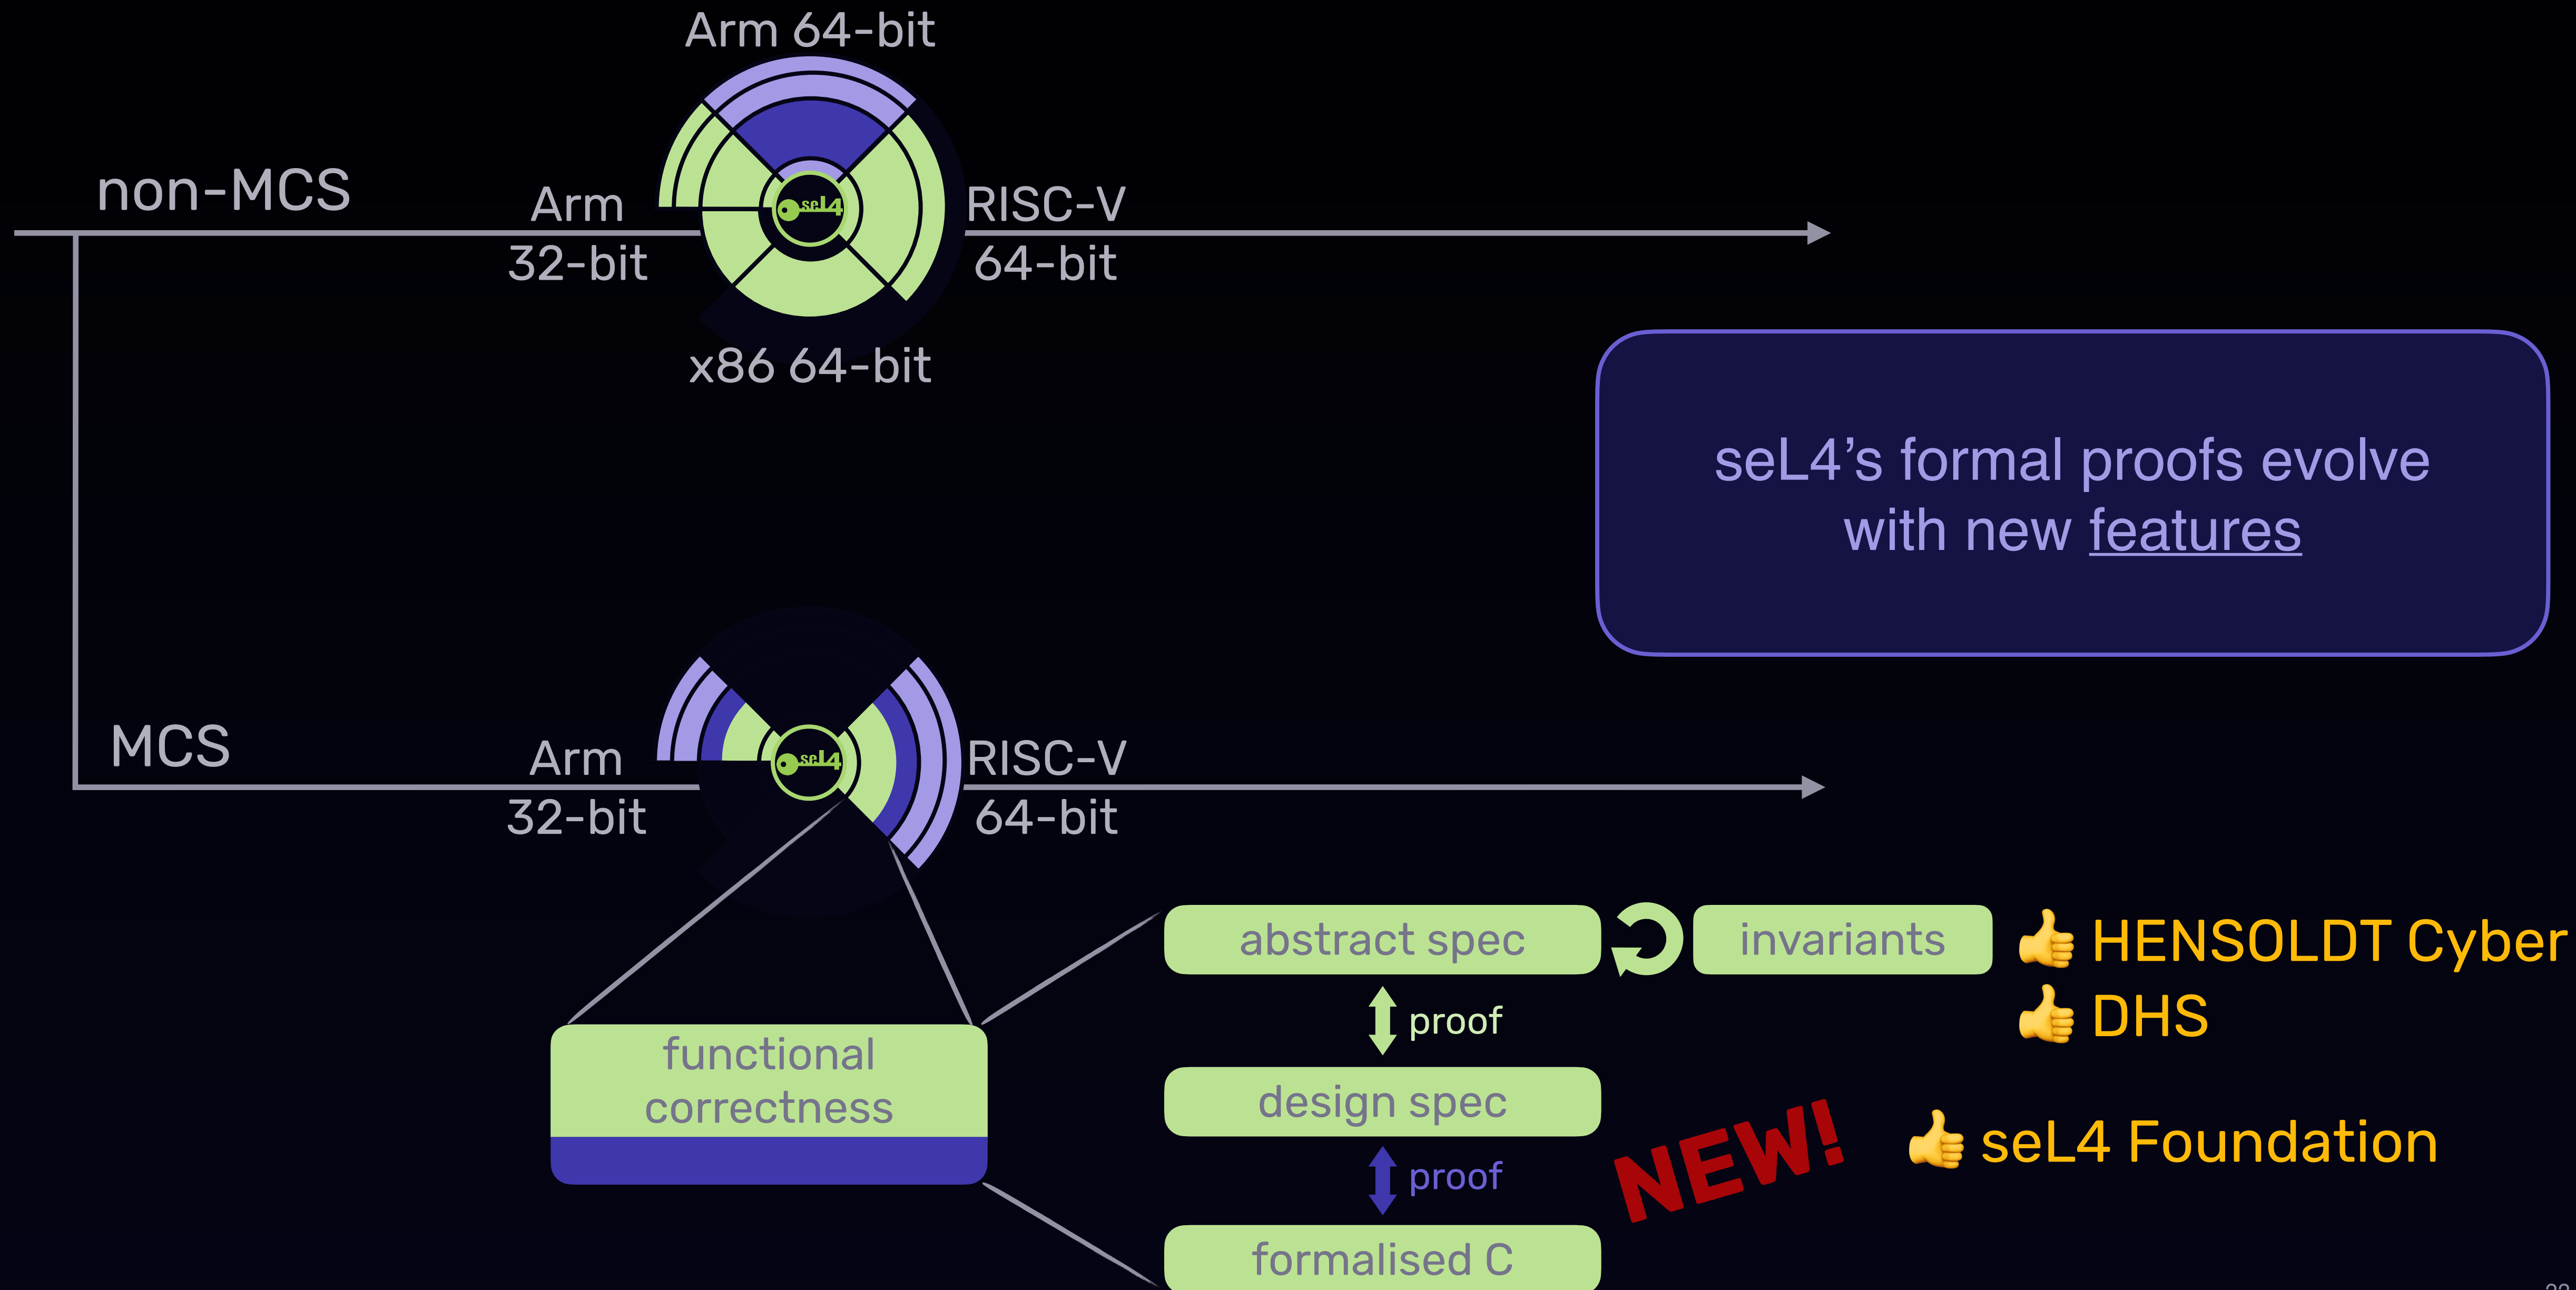 Arm 64-bit
non-MCS
Arm
32-bit
seL4
RISC-V
64-bit
x86 64-bit
seL4’s formal proofs evolve
with new features
MCS
Arm
32-bit
seL4
RISC-V
64-bit
functional
correctness
abstract spec
invariants
proof
design spec
proof
formalised C
HENSOLDT Cyber
DHS
NEW!
seL4 Foundation